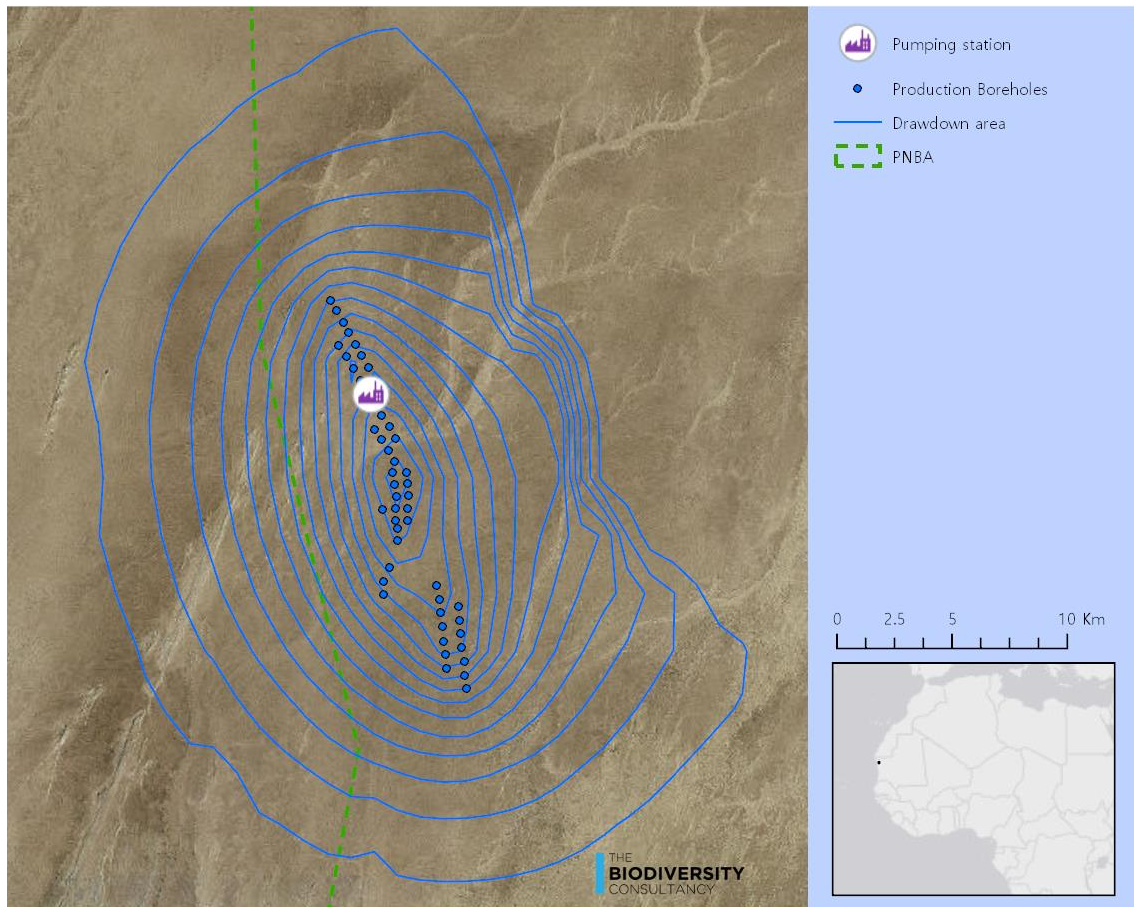 Pumping station
Production Boreholes
Drawdown area
PNBA
0 2.5 5 10 Km
THE
BIODIVERSITY
CONSULTANCY